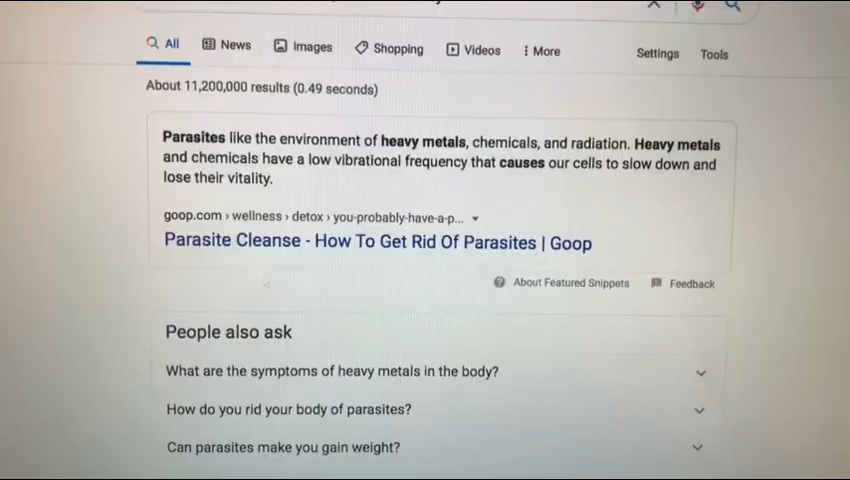 All News Images Shopping Videos More Settings Tools
About 11,200,000 results (0.49 seconds)
Parasites like the environment of heavy metals, chemicals, and radiation. Heavy metals
and chemicals have a low vibrational frequency that causes our cells to slow down and
lose their vitality.
goop.com › wellness › detox › you-probably-have-a-p...
Parasite Cleanse - How To Get Rid Of Parasites | Goop
About Featured Snippets Feedback
People also ask
What are the symptoms of heavy metals in the body?
How do you rid your body of parasites?
Can parasites make you gain weight?